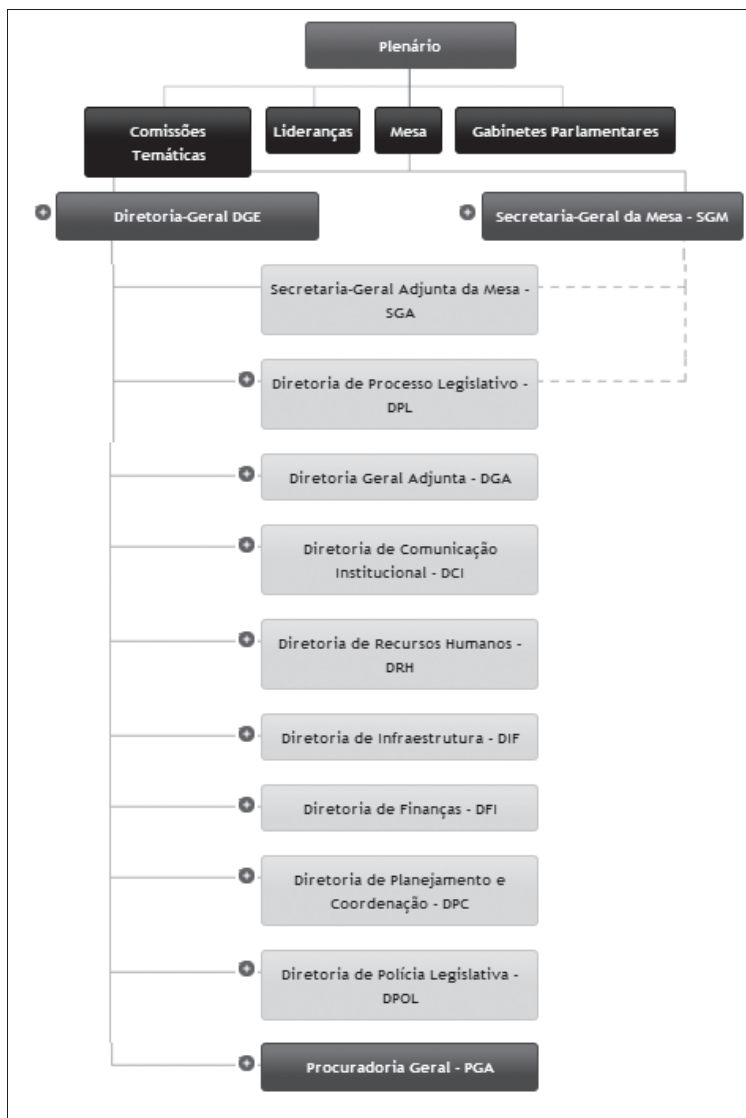 Plenário
Comissões
Temáticas
Lideranças
Mesa
Gabinetes Parlamentares
Diretoria-Geral DGE
Secretaria-Geral da Mesa - SGM
Secretaria-Geral Adjunta da Mesa -
SGA
Diretoria de Processo Legislativo -
DPL
Diretoria Geral Adjunta - DGA
Diretoria de Comunicação
Institucional - DCI
Diretoria de Recursos Humanos -
DRH
Diretoria de Infraestrutura - DIF
Diretoria de Finanças - DFI
Diretoria de Planejamento e
Coordenação - DPC
Diretoria de Polícia Legislativa -
DPOL
Procuradoria Geral - PGA